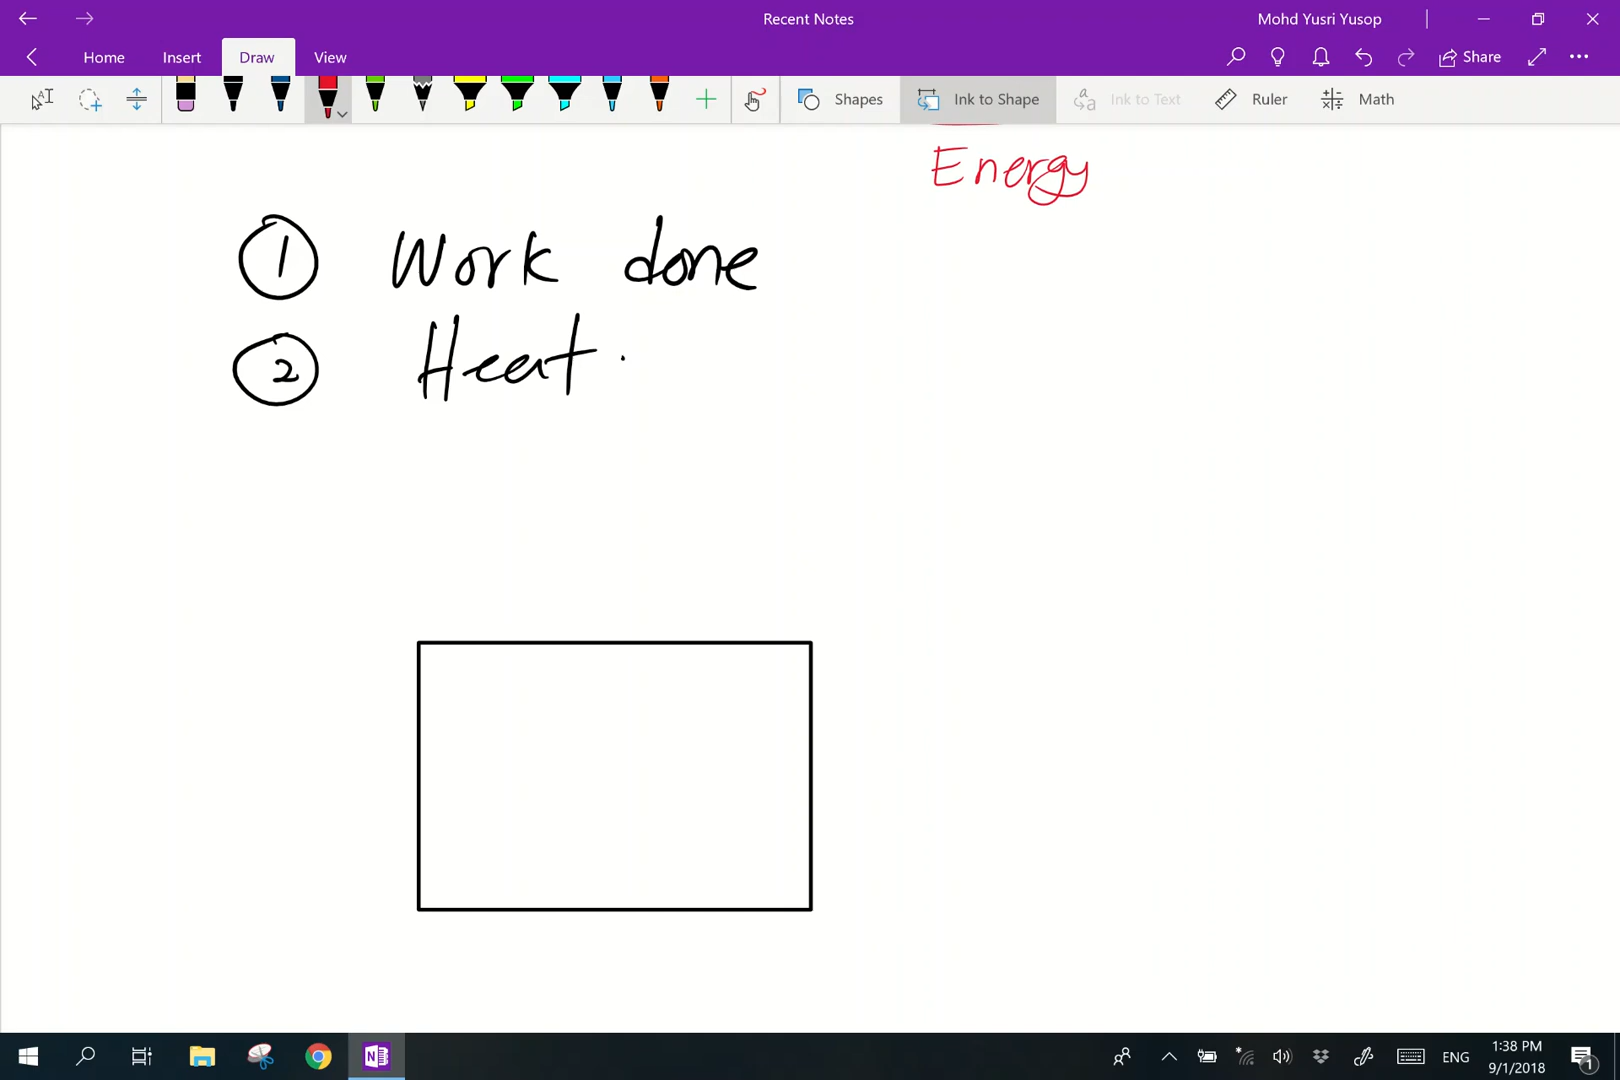 Recent Notes
Mohd Yusri Yusop
Home Insert Draw View
Share
Shapes
Ink to Shape
Ink to Text
Ruler
Math
Energy
1 Work done
2 Heat.
ENG
1:38 PM
9/1/2018
1